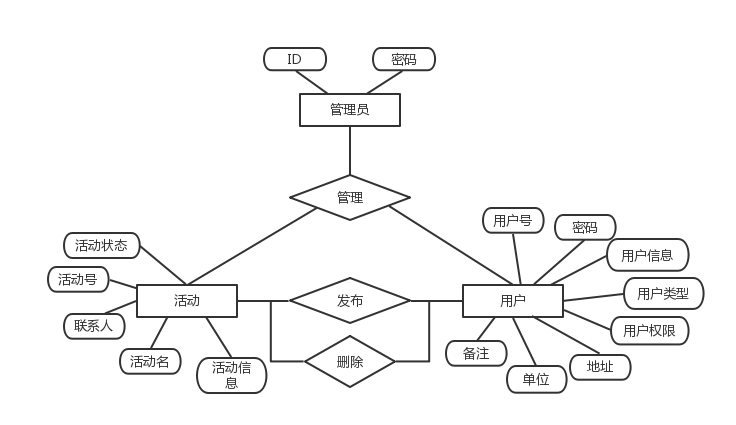 ID
密码
管理员
管理
用户号
密码
活动状态
用户信息
活动号
用户类型
活动
发布
用户
联系人
用户权限
备注
活动名
删除
地址
活动信
息
单位